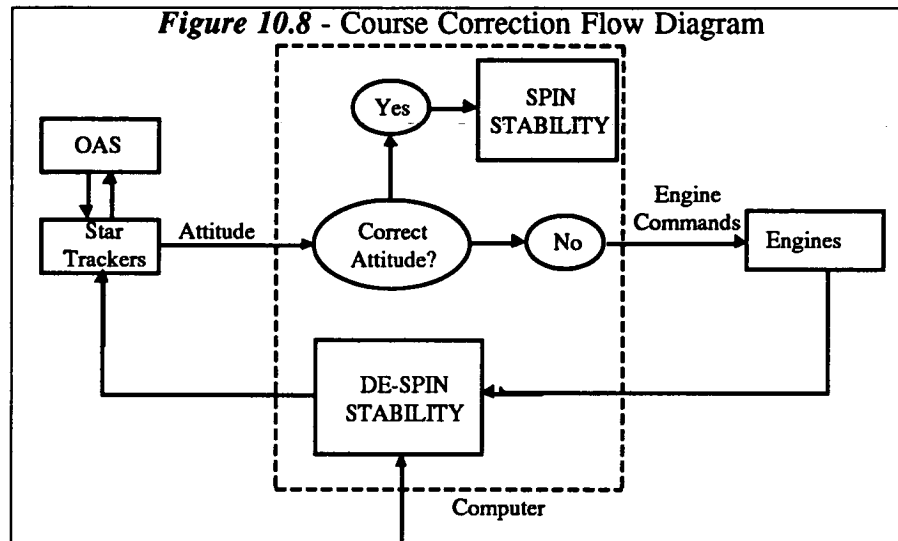 Figure 10.8 - Course Correction Flow Diagram
Yes
SPIN
STABILITY
OAS
Star
Trackers
Attitude
Correct
Attitude?
No
Engine
Commands
Engines
DE-SPIN
STABILITY
Computer